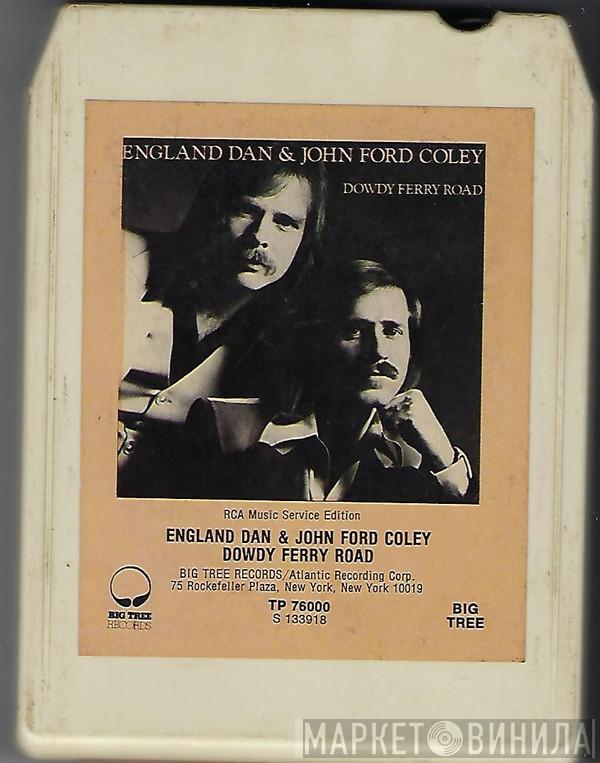 ENGLAND DAN & JOHN FORD COLEY
DOWDY FERRY ROAD
RCA Music Service Edition
ENGLAND DAN & JOHN FORD COLEY
DOWDY FERRY ROAD
BIG TREE RECORDS/Atlantic Recording Corp.
75 Rockefeller Plaza, New York, New York 10019
TP 76000
S 133918
BIG TREE
RECORDS
BIG
TREE
МАРКЕТ ВИНИЛА